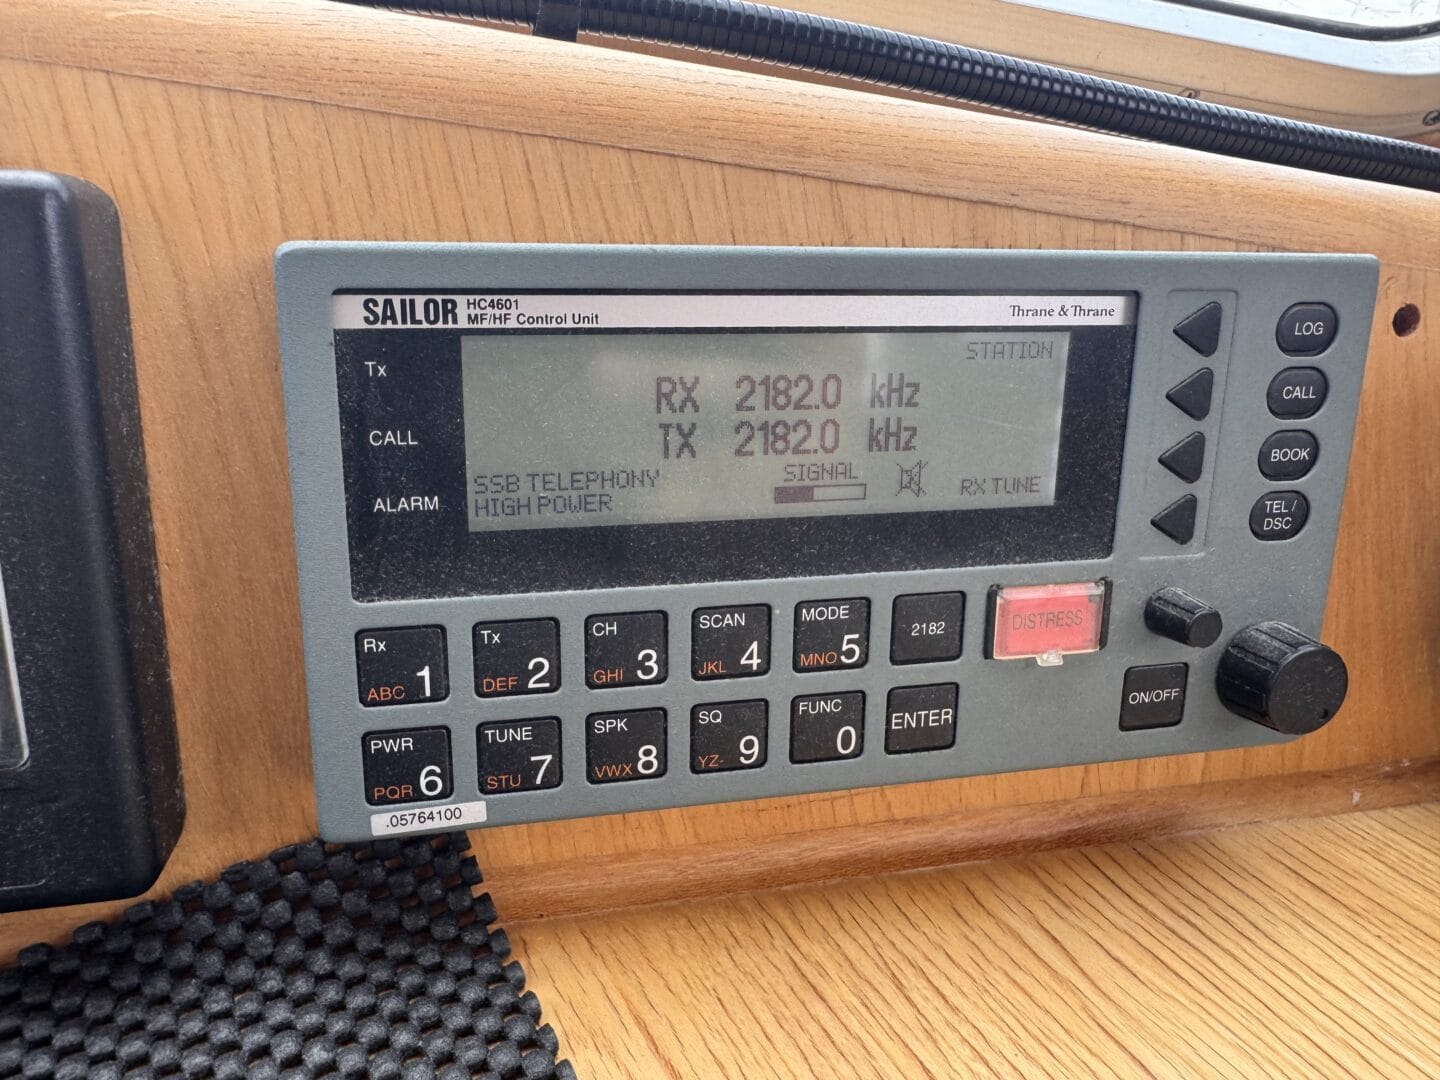 SAILOR HC4601
MF/HF Control Unit
Thrane & Thrane
Tx
CALL
ALARM
STATION
RX 2182.0 kHz
TX 2182.0 kHz
SSB TELEPHONY
HIGH POWER
SIGNAL
RX TUNE
LOG
CALL
BOOK
TEL /
DSC
Rx
ABC 1
Tx
DEF 2
CH
GHI 3
SCAN
JKL 4
MODE
MNO 5
2182
DISTRESS
PWR
PQR 6
TUNE
STU 7
SPK
VWX 8
SQ
YZ- 9
FUNC
0
ENTER
ON/OFF
.05764100